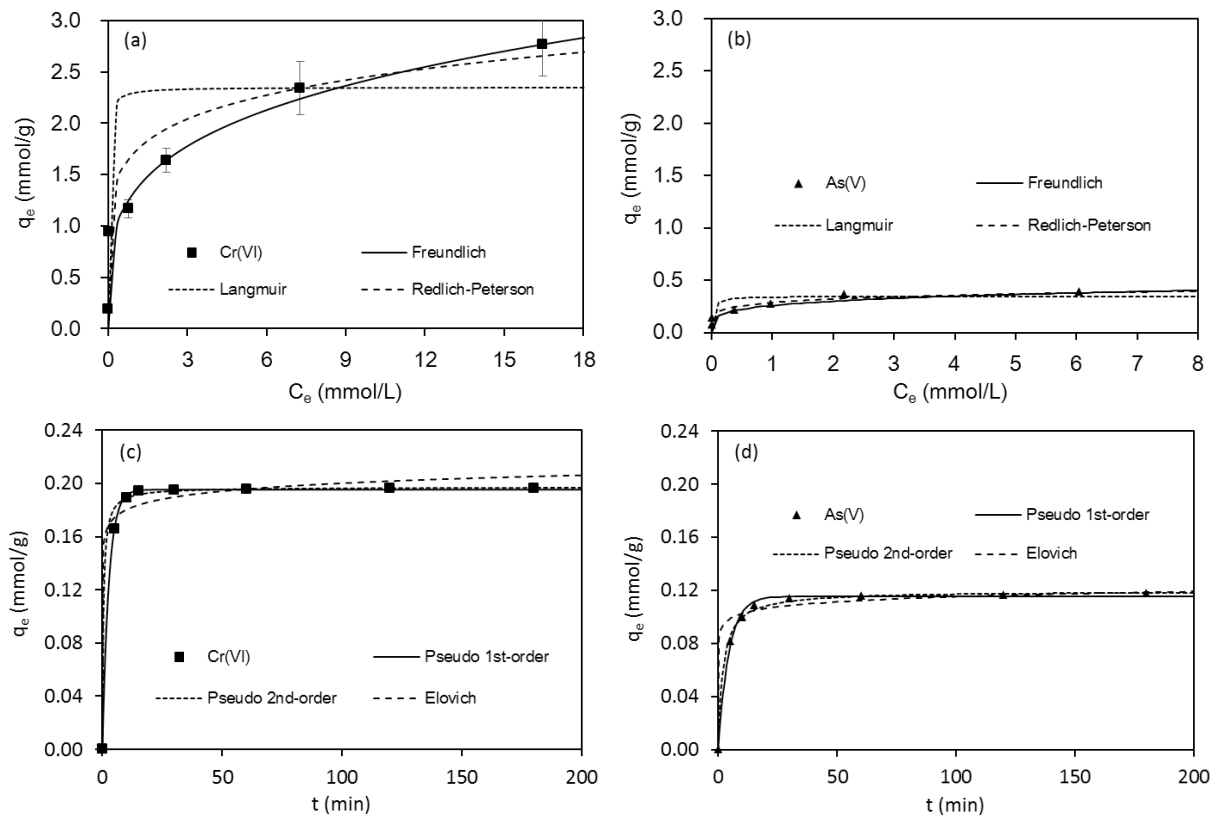 (a)
3.0
2.5
2.0
1.5
1.0
0.5
0.0
qe (mmol/g)
Cr(VI) Freundlich
Langmuir Redlich-Peterson
0 3 6 9 12 15 18
Ce (mmol/L)
(b)
3.0
2.5
2.0
1.5
1.0
0.5
0.0
qe (mmol/g)
As(V) Freundlich
Langmuir Redlich-Peterson
0 1 2 3 4 5 6 7 8
Ce (mmol/L)
(c)
0.24
0.20
0.16
0.12
0.08
0.04
0.00
qe (mmol/g)
Cr(VI) Pseudo 1st-order
Pseudo 2nd-order Elovich
0 50 100 150 200
t (min)
(d)
0.24
0.20
0.16
0.12
0.08
0.04
0.00
qe (mmol/g)
As(V) Pseudo 1st-order
Pseudo 2nd-order Elovich
0 50 100 150 200
t (min)